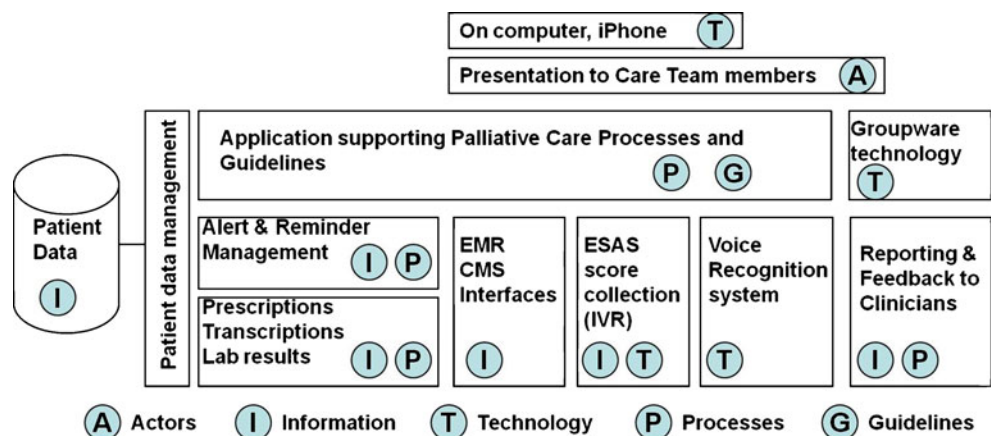 On computer, iPhone T
Presentation to Care Team members A
Patient Data
I
Patient data management
Application supporting Palliative Care Processes and
Guidelines
P G
Groupware
technology
T
Alert & Reminder
Management
I P
Prescriptions
Transcriptions
Lab results
I P
EMR
CMS
Interfaces
I
ESAS
score
collection
(IVR)
I T
Voice
Recognition
system
T
Reporting &
Feedback to
Clinicians
I P
A Actors I Information T Technology P Processes G Guidelines